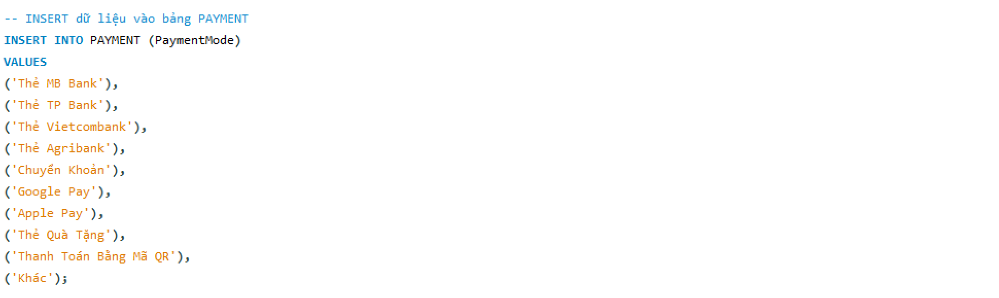 -- INSERT dữ liệu vào bảng PAYMENT
INSERT INTO PAYMENT (PaymentMode)
VALUES
('Thẻ MB Bank'),
('Thẻ TP Bank'),
('Thẻ Vietcombank'),
('Thẻ Agribank'),
('Chuyển Khoản'),
('Google Pay'),
('Apple Pay'),
('Thẻ Quà Tặng'),
('Thanh Toán Bằng Mã QR'),
('Khác');